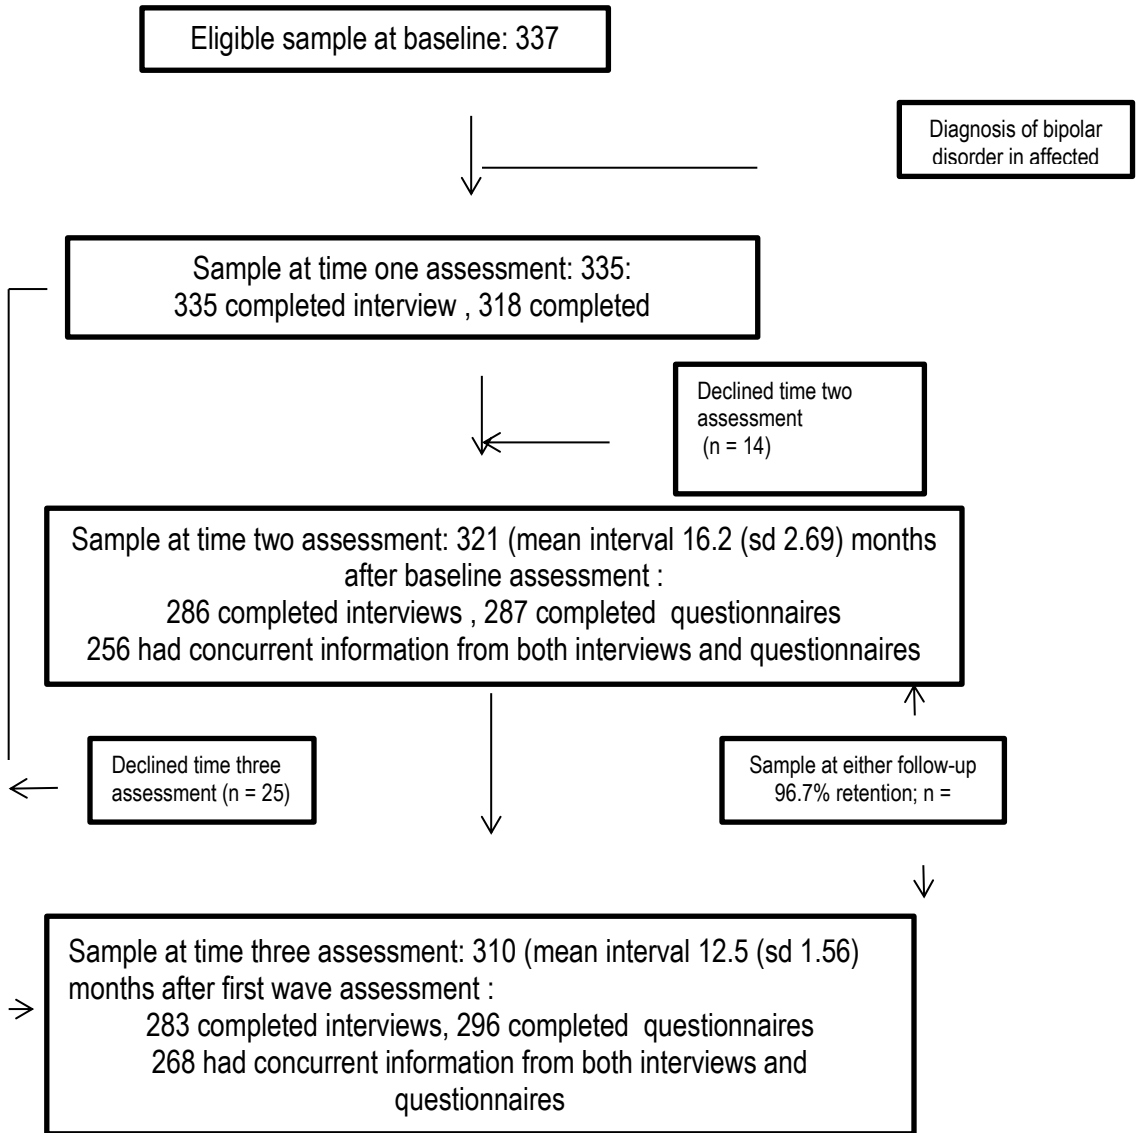 Eligible sample at baseline: 337
Diagnosis of bipolar
disorder in affected
Sample at time one assessment: 335:
335 completed interview , 318 completed
Declined time two
assessment
(n = 14)
Sample at time two assessment: 321 (mean interval 16.2 (sd 2.69) months
after baseline assessment :
286 completed interviews , 287 completed questionnaires
256 had concurrent information from both interviews and questionnaires
Declined time three
assessment (n = 25)
Sample at either follow-up
96.7% retention; n =
Sample at time three assessment: 310 (mean interval 12.5 (sd 1.56)
months after first wave assessment :
283 completed interviews, 296 completed questionnaires
268 had concurrent information from both interviews and
questionnaires